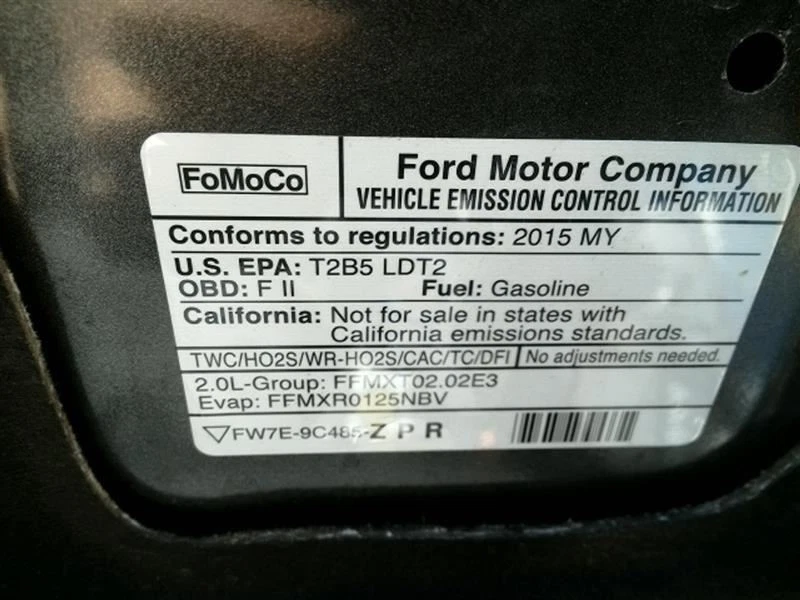 FoMoCo
Ford Motor Company
VEHICLE EMISSION CONTROL INFORMATION
Conforms to regulations: 2015 MY
U.S. EPA: T2B5 LDT2
OBD: F II Fuel: Gasoline
California: Not for sale in states with
California emissions standards.
TWC/HO2S/WR-HO2S/CAC/TC/DFI No adjustments needed.
2.0L-Group: FFMXT02.02E3
Evap: FFMXR0125NBV
FW7E-9C485-Z P R